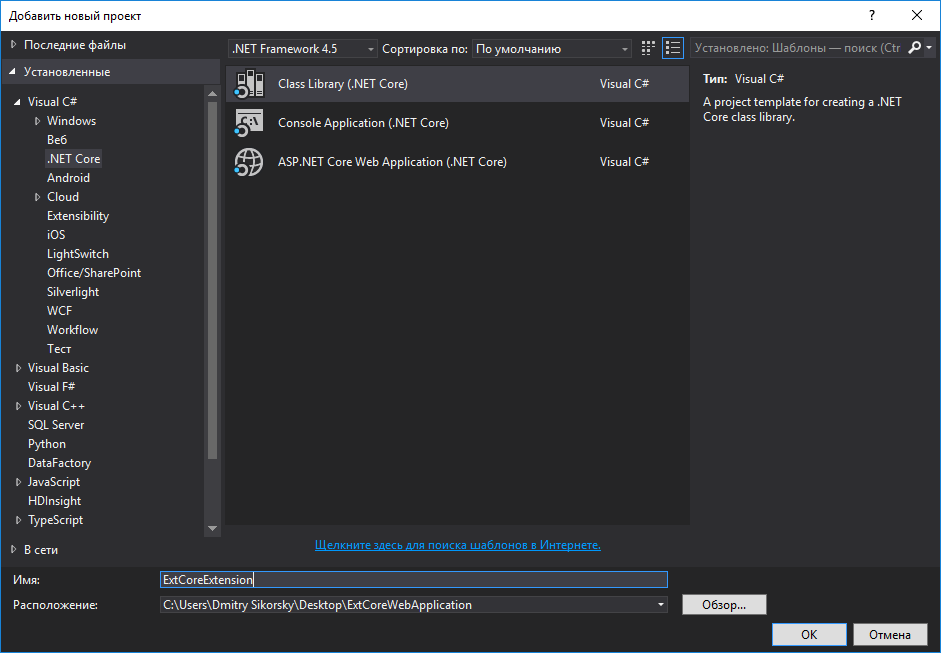 Добавить новый проект
?
Последние файлы
.NET Framework 4.5
Сортировка по:
По умолчанию
Установлено: Шаблоны — поиск (Ctr
Установленные
Visual C#
Windows
Веб
.NET Core
Android
Cloud
Extensibility
iOS
LightSwitch
Office/SharePoint
Silverlight
WCF
Workflow
Тест
Visual Basic
Visual F#
Visual C++
SQL Server
Python
DataFactory
JavaScript
HDInsight
TypeScript
В сети
Class Library (.NET Core) Visual C#
Console Application (.NET Core) Visual C#
ASP.NET Core Web Application (.NET Core) Visual C#
Щелкните здесь для поиска шаблонов в Интернете.
Тип: Visual C#
A project template for creating a .NET
Core class library.
Имя: ExtCoreExtension
Расположение: C:\Users\Dmitry Sikorsky\Desktop\ExtCoreWebApplication
Обзор...
ОК
Отмена